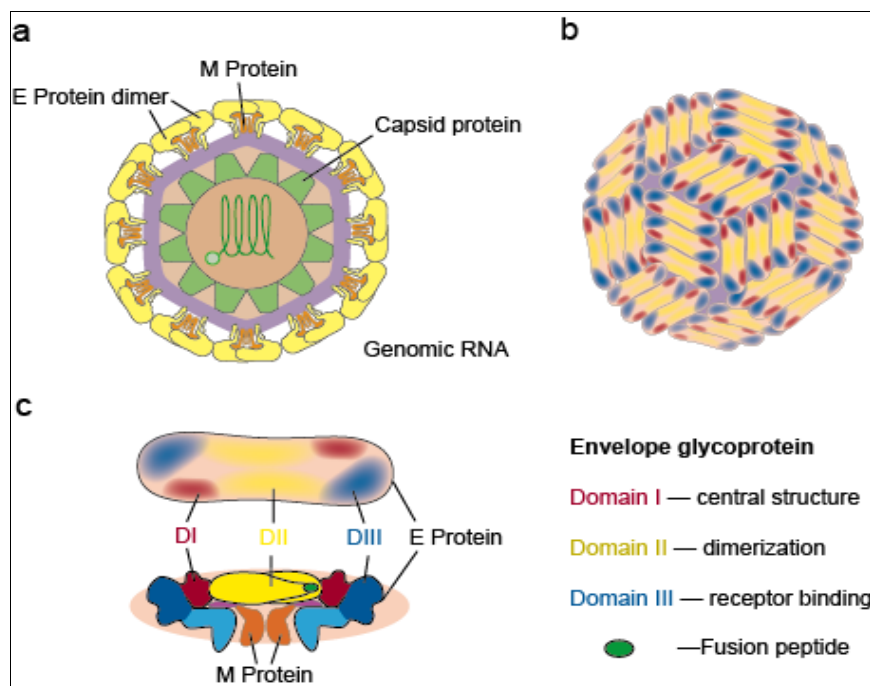 a
M Protein
E Protein dimer
Capsid protein
Genomic RNA
b
c
DI
DII
DIII
E Protein
M Protein
Envelope glycoprotein
Domain I — central structure
Domain II — dimerization
Domain III — receptor binding
—Fusion peptide